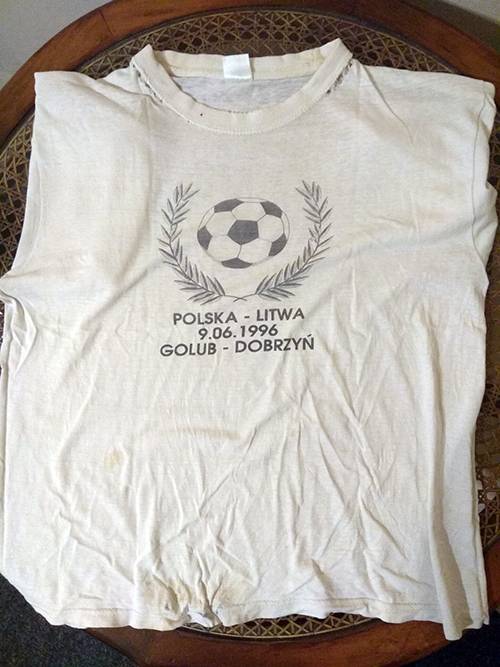 POLSKA - LITWA
9.06.1996
GOLUB - DOBRZYŃ